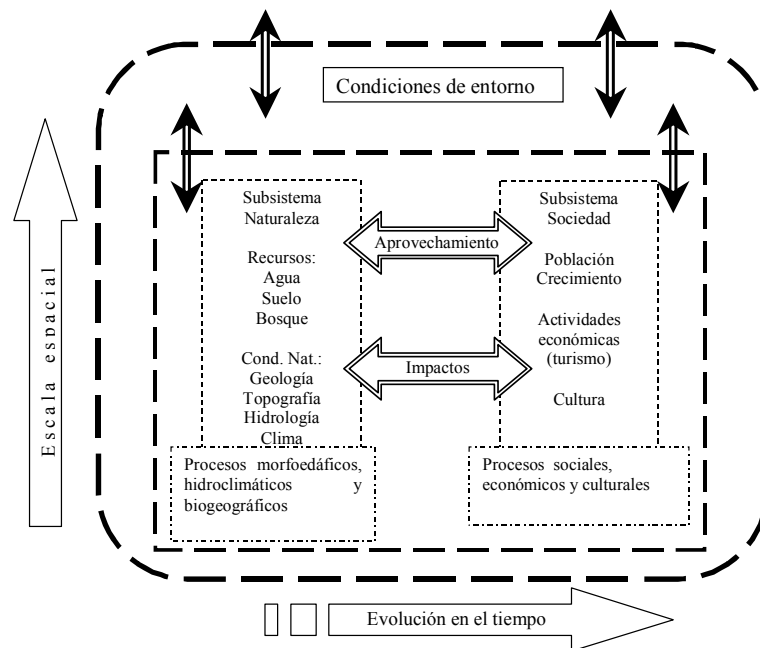 Condiciones de entorno
Escala espacial
Subsistema
Naturaleza
Recursos:
Agua
Suelo
Bosque
Cond. Nat.:
Geología
Topografía
Hidrología
Clima
Procesos morfoedáficos,
hidroclimáticos y
biogeográficos
Aprovechamiento
Impactos
Subsistema
Sociedad
Población
Crecimiento
Actividades
económicas
(turismo)
Cultura
Procesos sociales,
económicos y culturales
Evolución en el tiempo